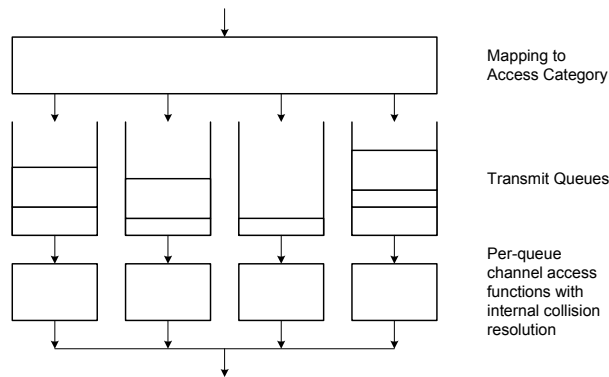 Mapping to
Access Category
Transmit Queues
Per-queue
channel access
functions with
internal collision
resolution